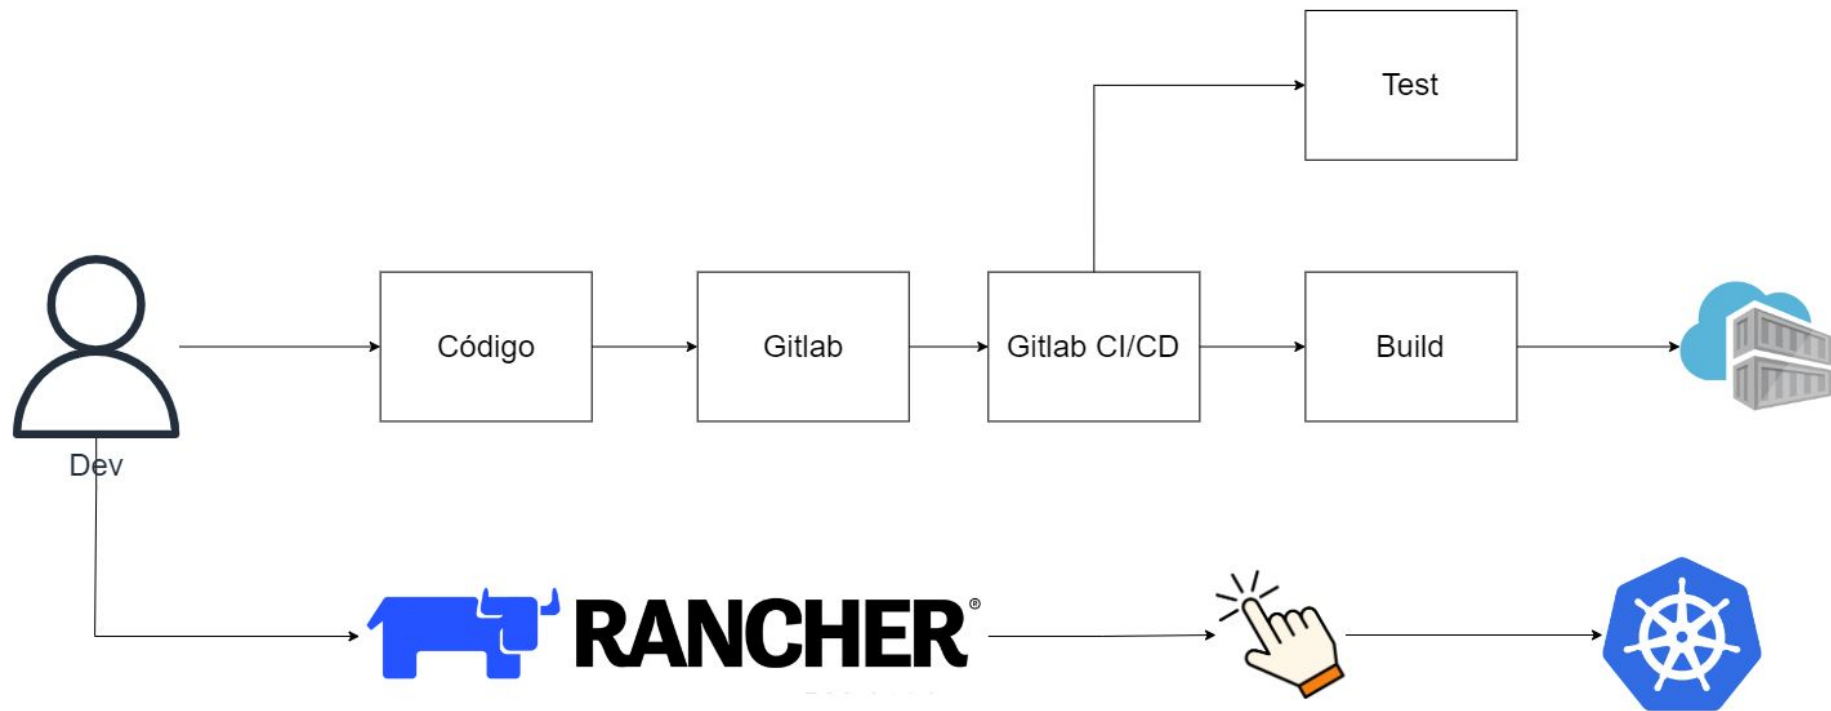 Test
Código
Gitlab
Gitlab CI/CD
Build
Dev
RANCHER®